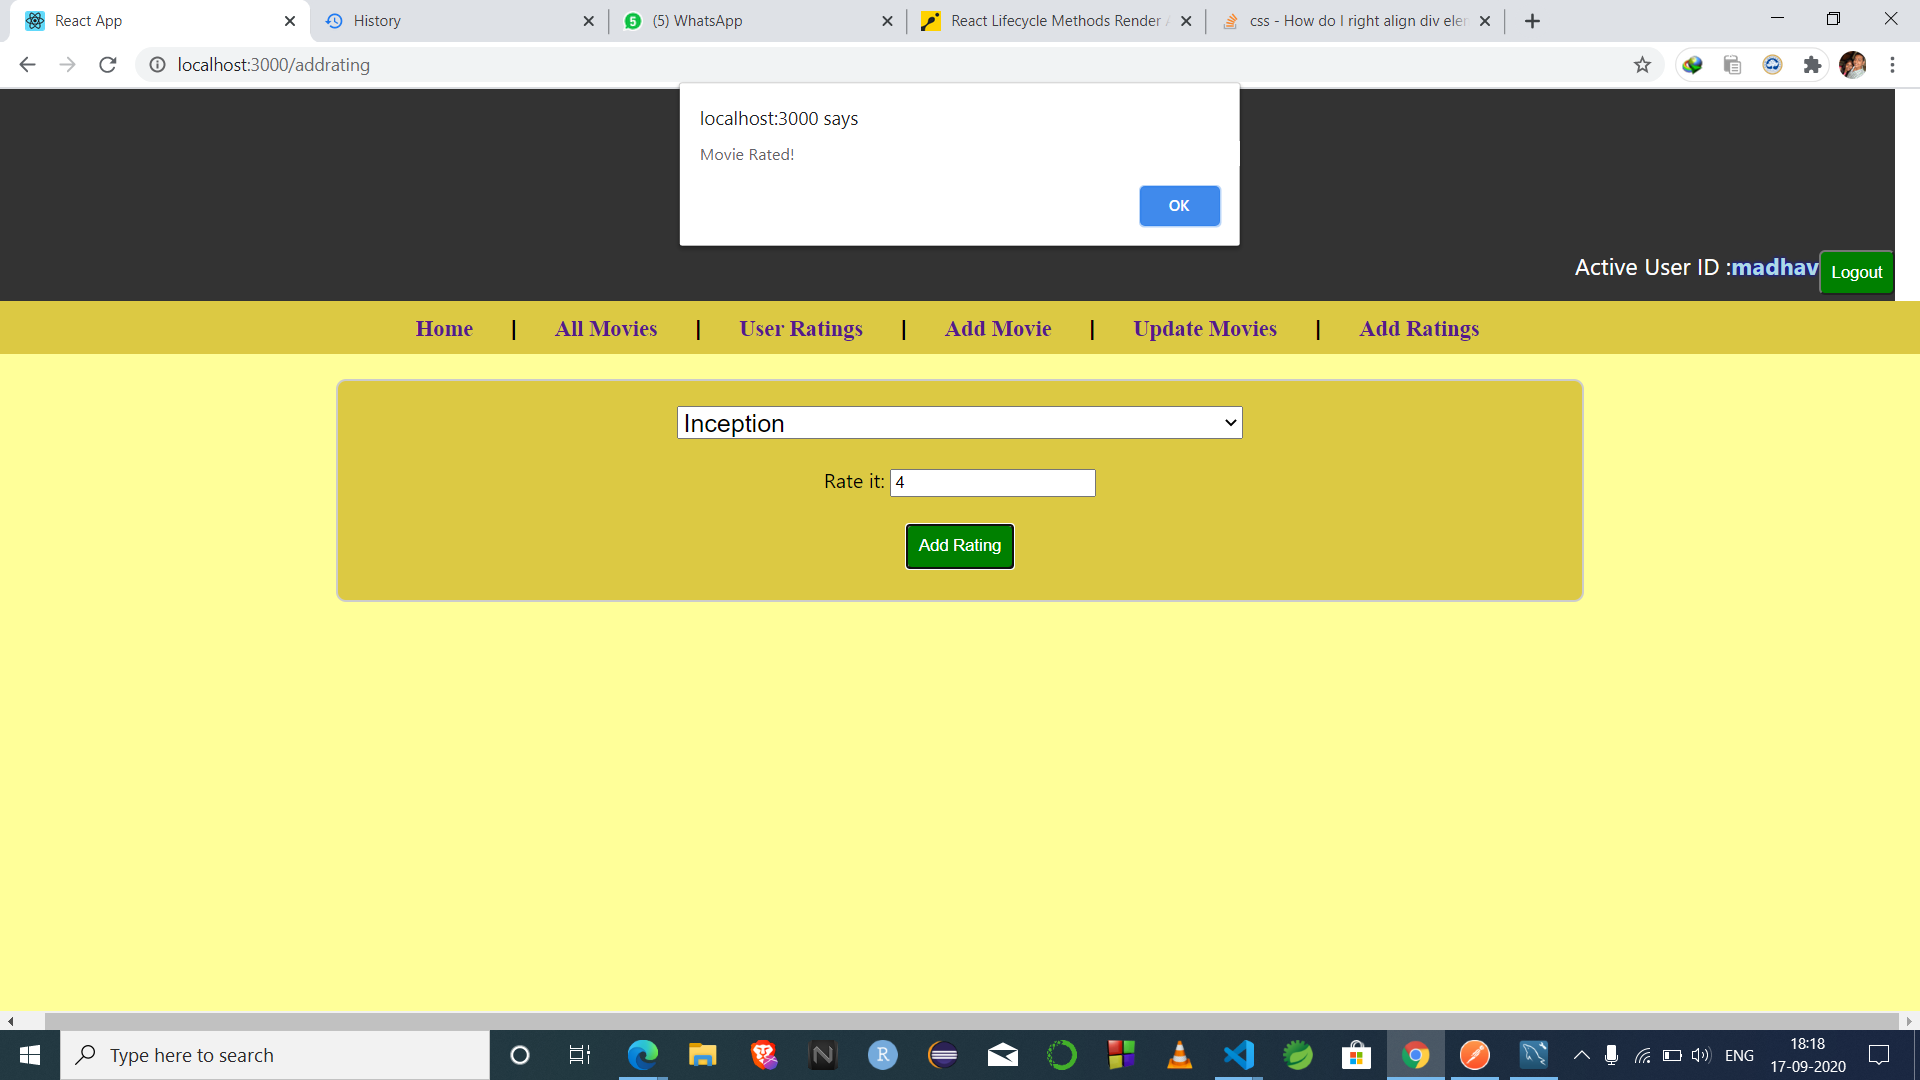 React App
History
(5) WhatsApp
React Lifecycle Methods Render
css - How do I right align div eler
localhost:3000/addrating
localhost:3000 says
Movie Rated!
OK
Active User ID :madhav
Logout
Home | All Movies | User Ratings | Add Movie | Update Movies | Add Ratings
Inception
Rate it: 4
Add Rating
Type here to search
ENG
18:18
17-09-2020